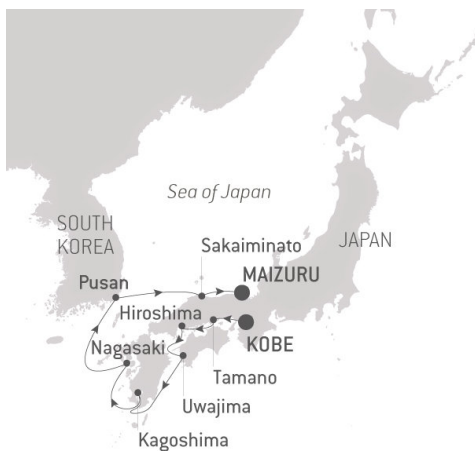 Sea of Japan
SOUTH
KOREA
JAPAN
Sakaiminato
Pusan
MAIZURU
Hiroshima
KOBE
Nagasaki
Tamano
Uwajima
Kagoshima